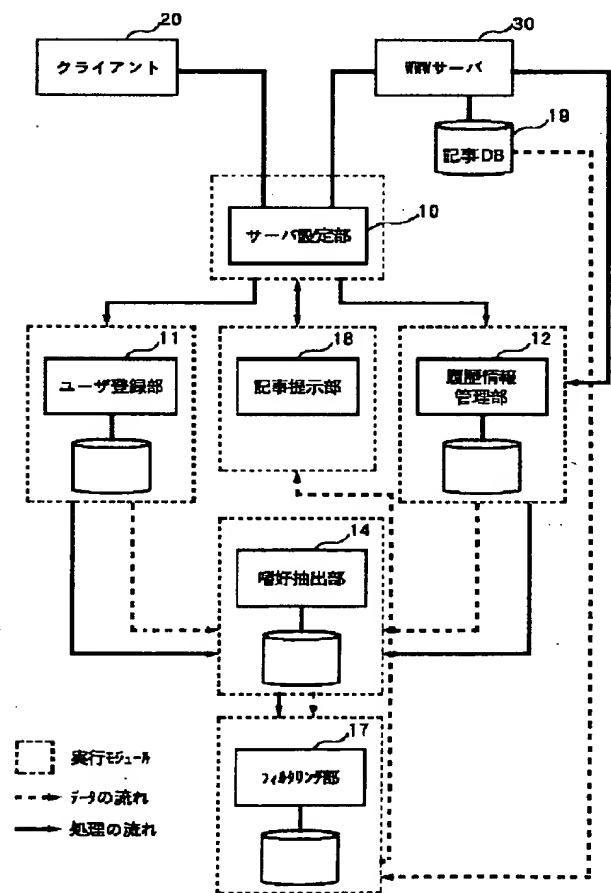 20
クライアント
30
WWWサーバ
19
記事DB
10
サーバ設定部
11
ユーザ登録部
18
記事提示部
12
履歴情報
管理部
14
嗜好抽出部
17
フィルタリング部
実行モジュール
データの流れ
処理の流れ